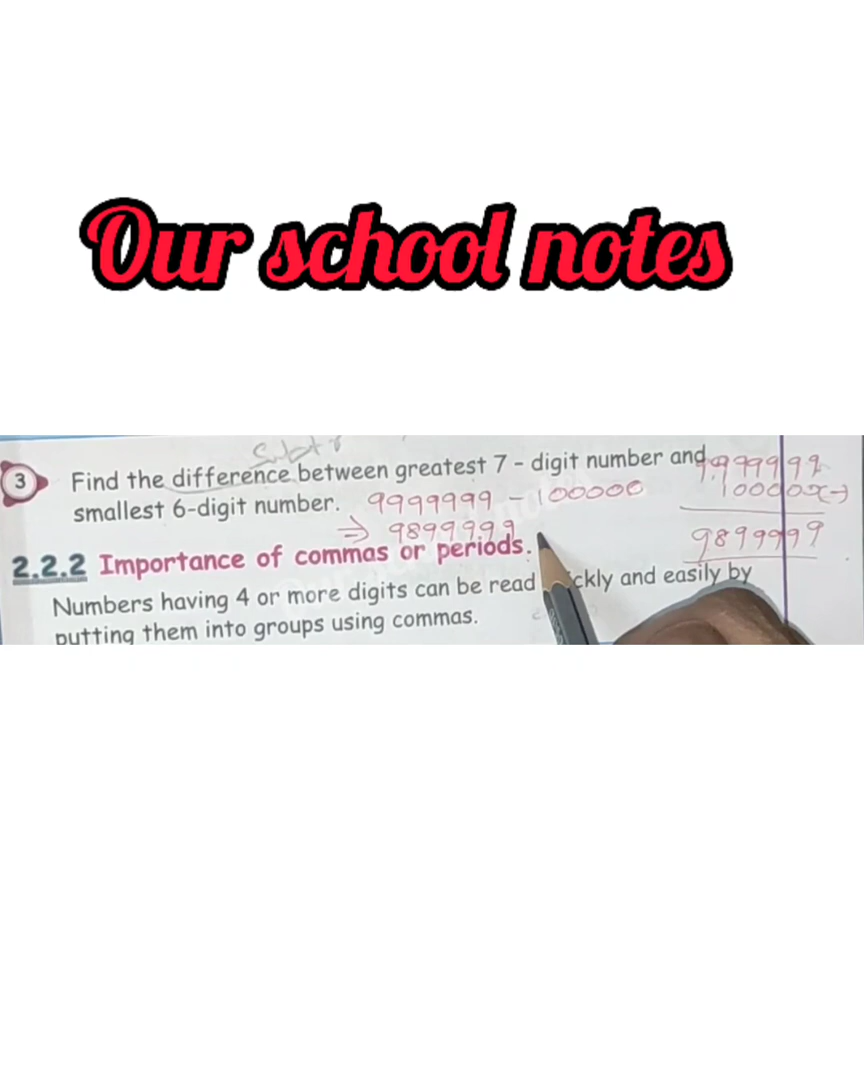 Our school notes
Subtr
3 Find the difference between greatest 7 - digit number and
smallest 6-digit number. 9999999 - 100000
⇒ 9899999
9999999
100000 (-)
9899999
2.2.2 Importance of commas or periods.
Numbers having 4 or more digits can be read ckly and easily by
putting them into groups using commas.